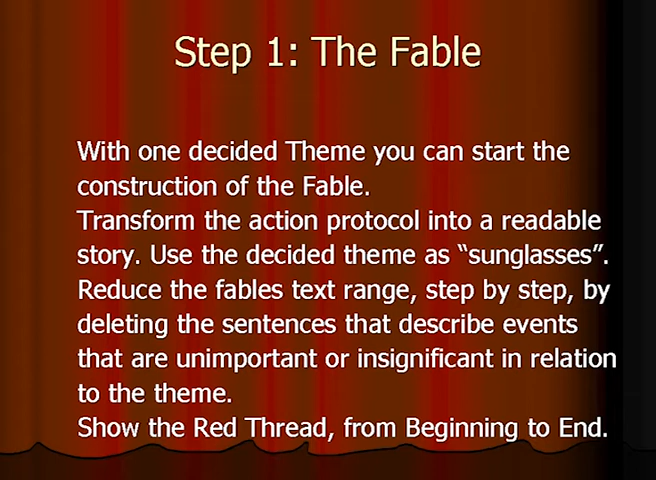 Step 1: The Fable
With one decided Theme you can start the
construction of the Fable.
Transform the action protocol into a readable
story. Use the decided theme as “sunglasses”.
Reduce the fables text range, step by step, by
deleting the sentences that describe events
that are unimportant or insignificant in relation
to the theme.
Show the Red Thread, from Beginning to End.